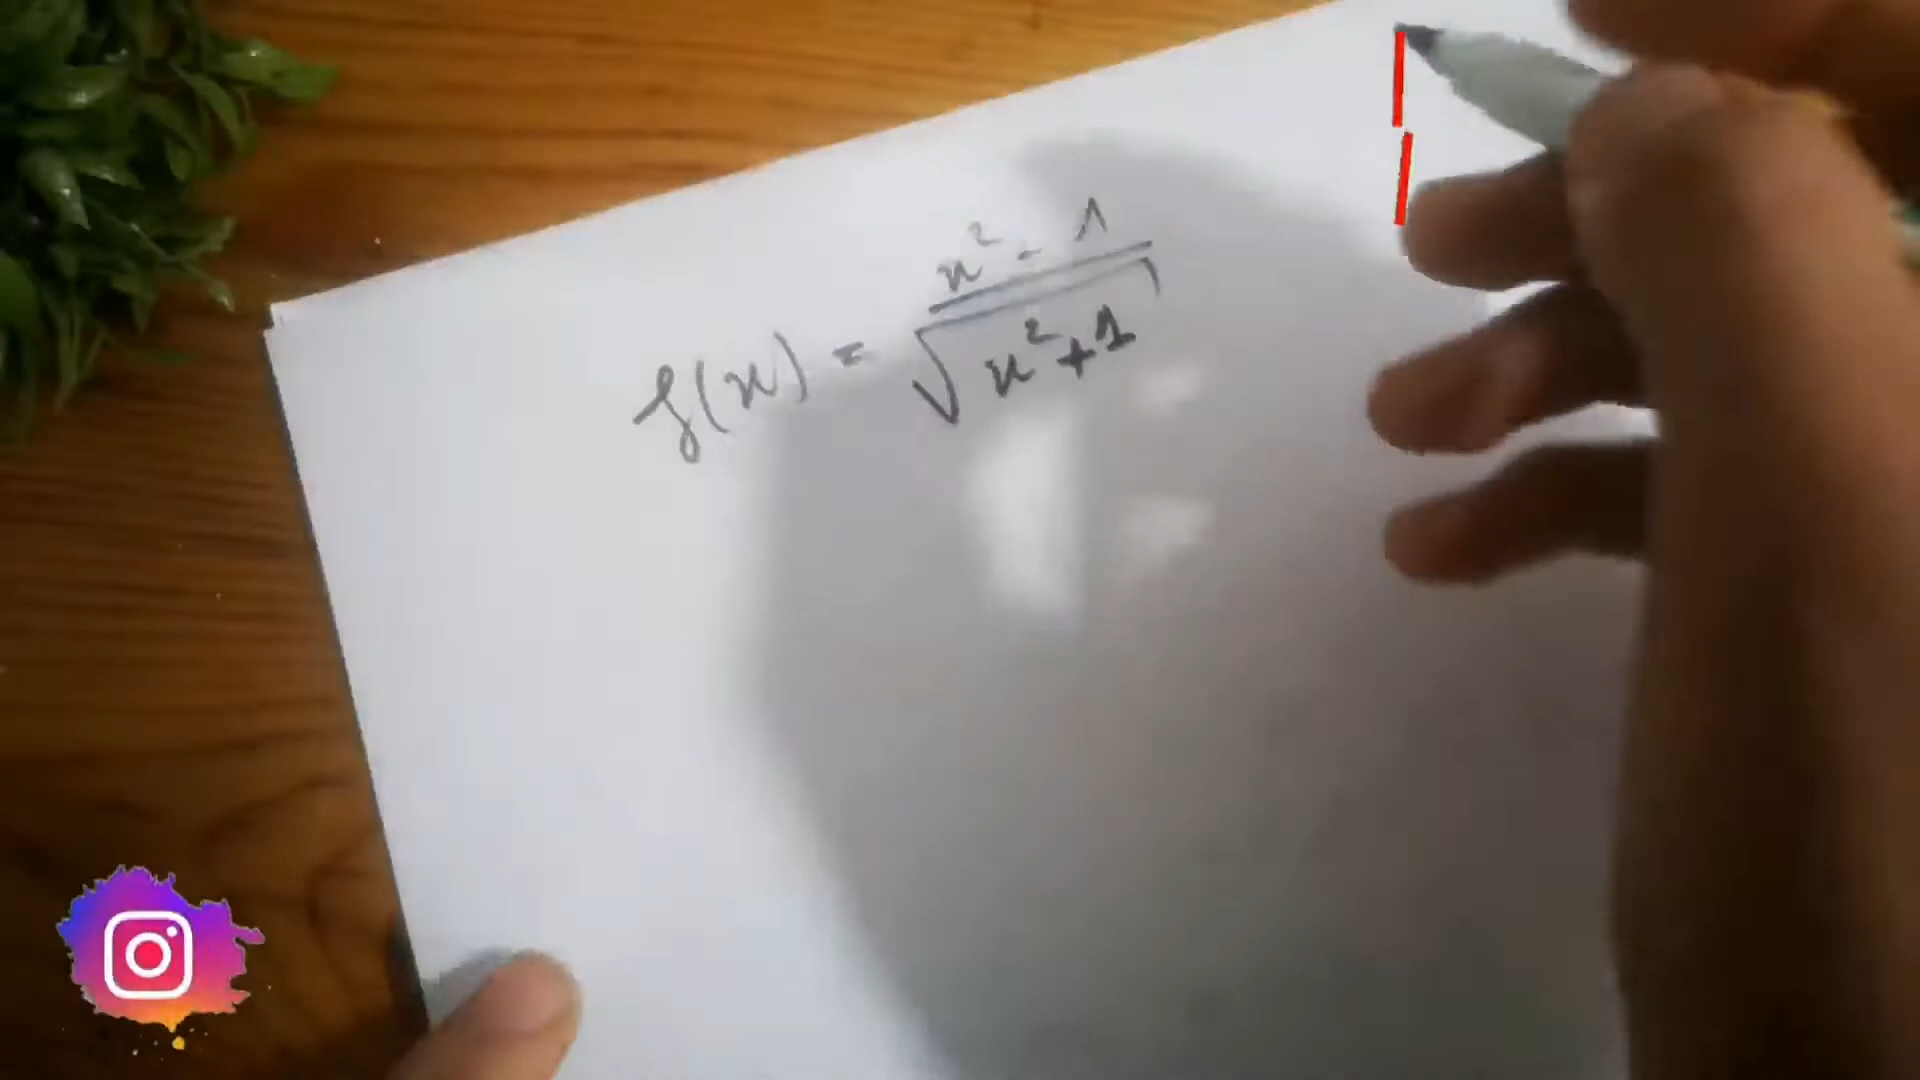 f(x) = x² - 1 / √(x² + 1)